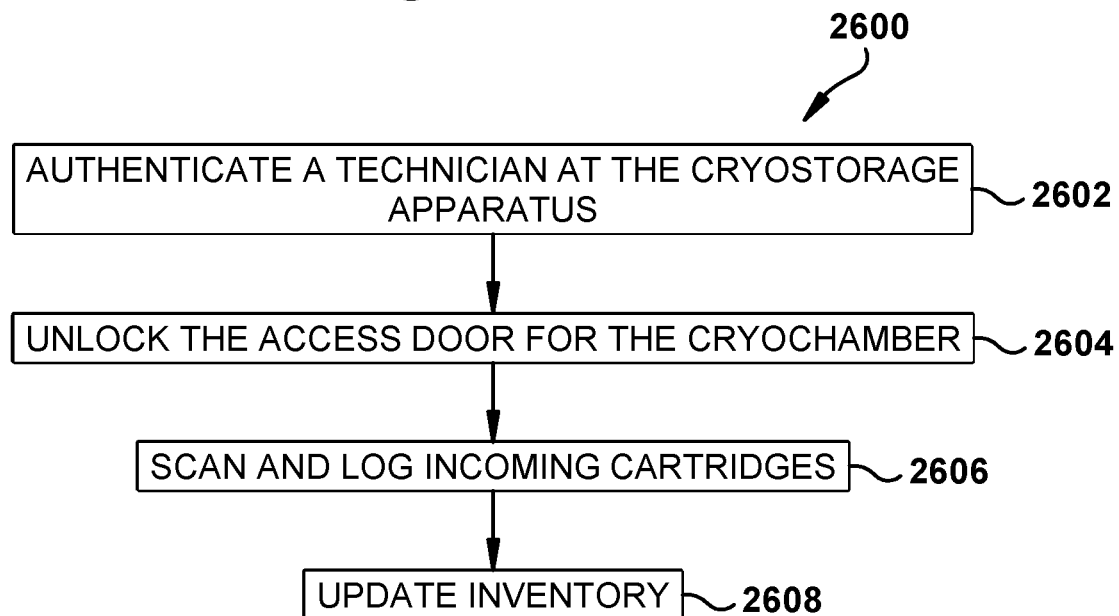 2600
AUTHENTICATE A TECHNICIAN AT THE CRYOSTORAGE
APPARATUS
2602
UNLOCK THE ACCESS DOOR FOR THE CRYOCHAMBER
2604
SCAN AND LOG INCOMING CARTRIDGES
2606
UPDATE INVENTORY
2608